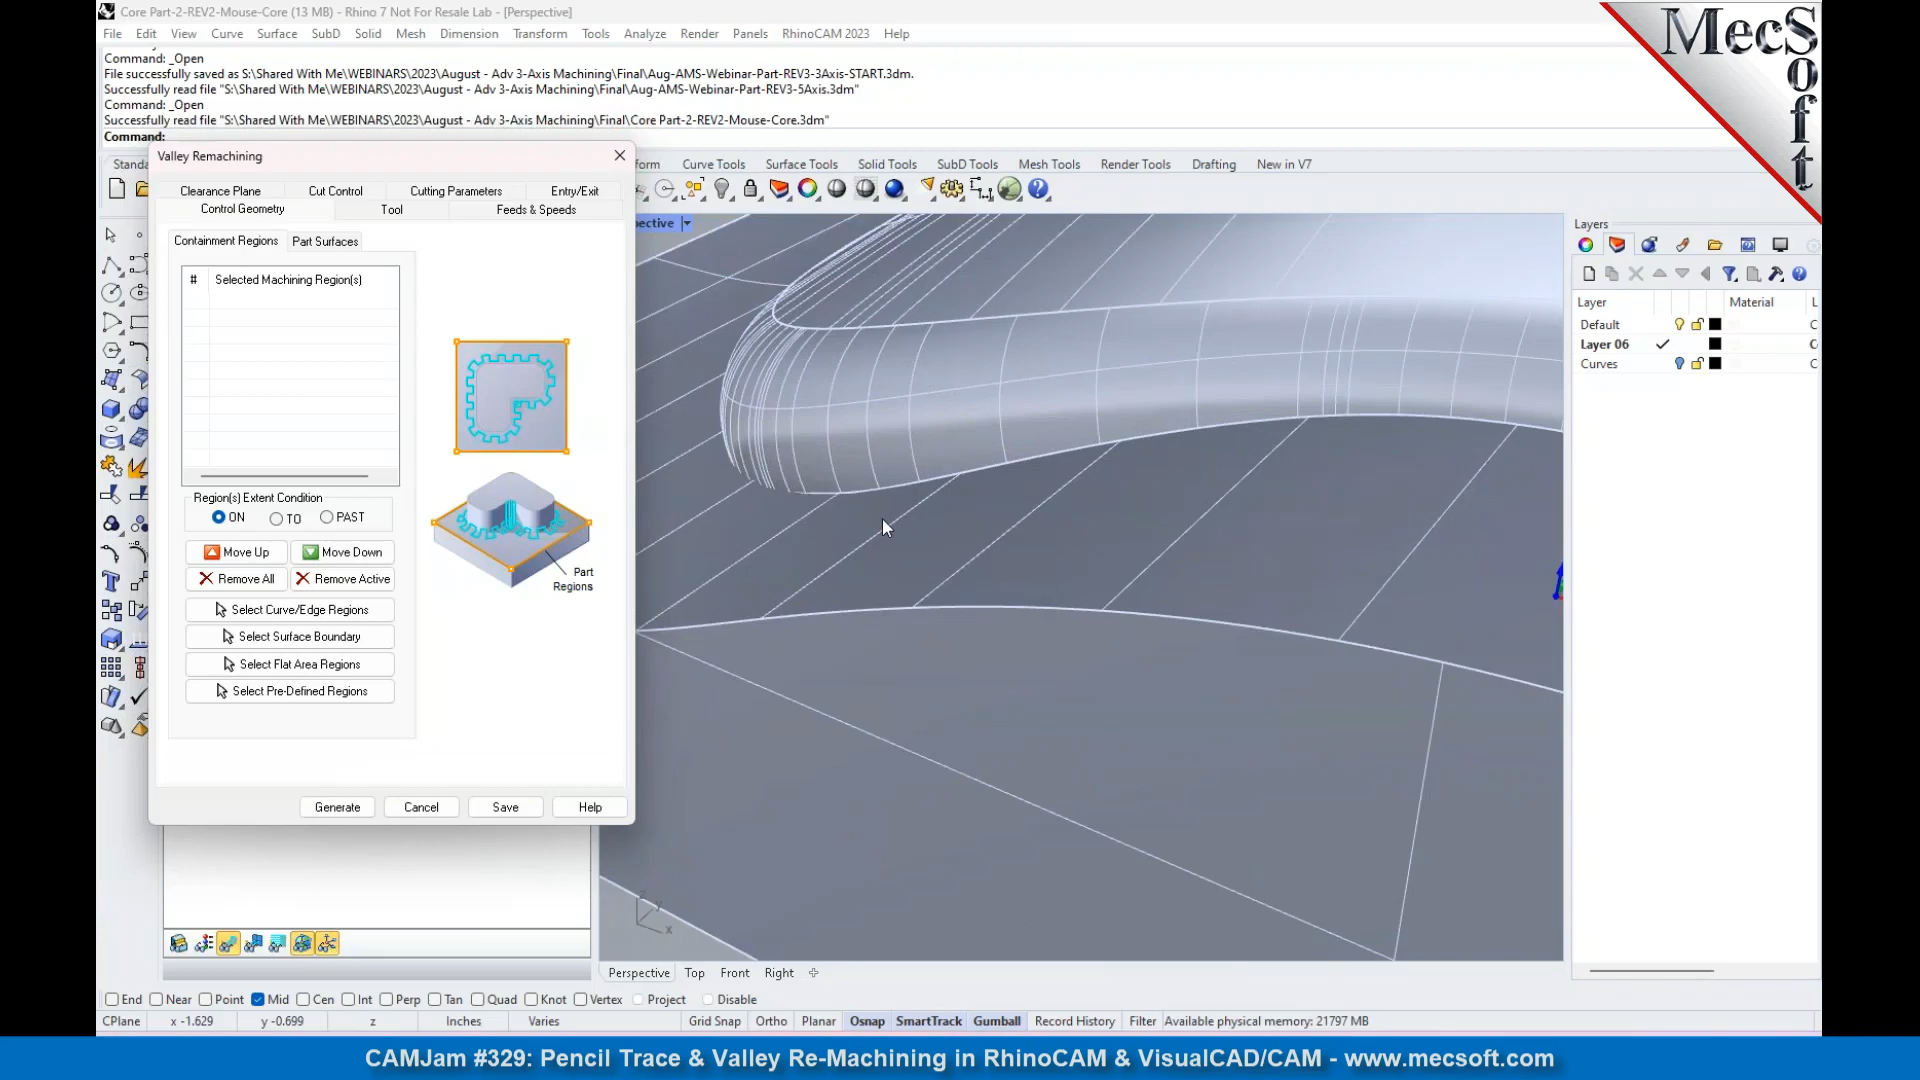 Core Part-2-REV2-Mouse-Core (13 MB) - Rhino 7 Not For Resale Lab - [Perspective]
File Edit View Curve Surface SubD Solid Mesh Dimension Transform Tools Analyze Render Panels RhinoCAM 2023 Help
Command: _Open
File successfully saved as S:\Shared With Me\WEBINARS\2023\August - Adv 3-Axis Machining\Final\Aug-AMS-Webinar-Part-REV3-3Axis-START.3dm.
Successfully read file "S:\Shared With Me\WEBINARS\2023\August - Adv 3-Axis Machining\Final\Aug-AMS-Webinar-Part-REV3-5Axis.3dm"
Command: _Open
Successfully read file "S:\Shared With Me\WEBINARS\2023\August - Adv 3-Axis Machining\Final\Core Part-2-REV2-Mouse-Core.3dm"
Command:
MecSoft
Valley Remachining
Standa
form Curve Tools Surface Tools Solid Tools SubD Tools Mesh Tools Render Tools Drafting New in V7
Clearance Plane Cut Control Cutting Parameters Entry/Exit
Control Geometry Tool Feeds & Speeds
Containment Regions Part Surfaces
# Selected Machining Region(s)
Part
Regions
Region(s) Extent Condition
ON TO PAST
Move Up Move Down
Remove All Remove Active
Select Curve/Edge Regions
Select Surface Boundary
Select Flat Area Regions
Select Pre-Defined Regions
Generate Cancel Save Help
pective
Layers
Layer Material L
Default C
Layer 06 C
Curves C
z
y
x
Perspective Top Front Right
End Near Point Mid Cen Int Perp Tan Quad Knot Vertex Project Disable
CPlane x -1.629 y -0.699 z Inches Varies Grid Snap Ortho Planar Osnap SmartTrack Gumball Record History Filter Available physical memory: 21797 MB
CAMJam #329: Pencil Trace & Valley Re-Machining in RhinoCAM & VisualCAD/CAM - www.mecsoft.com